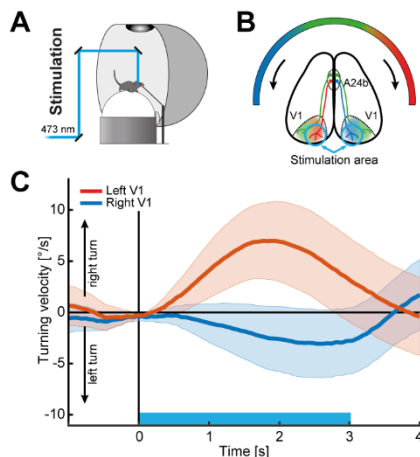 A
Stimulation
473 nm
B
A24b
V1
V1
Stimulation area
C
Left V1
Right V1
Turning velocity [°/s]
right turn
left turn
10
5
0
-5
-10
0
1
2
3
4
Time [s]